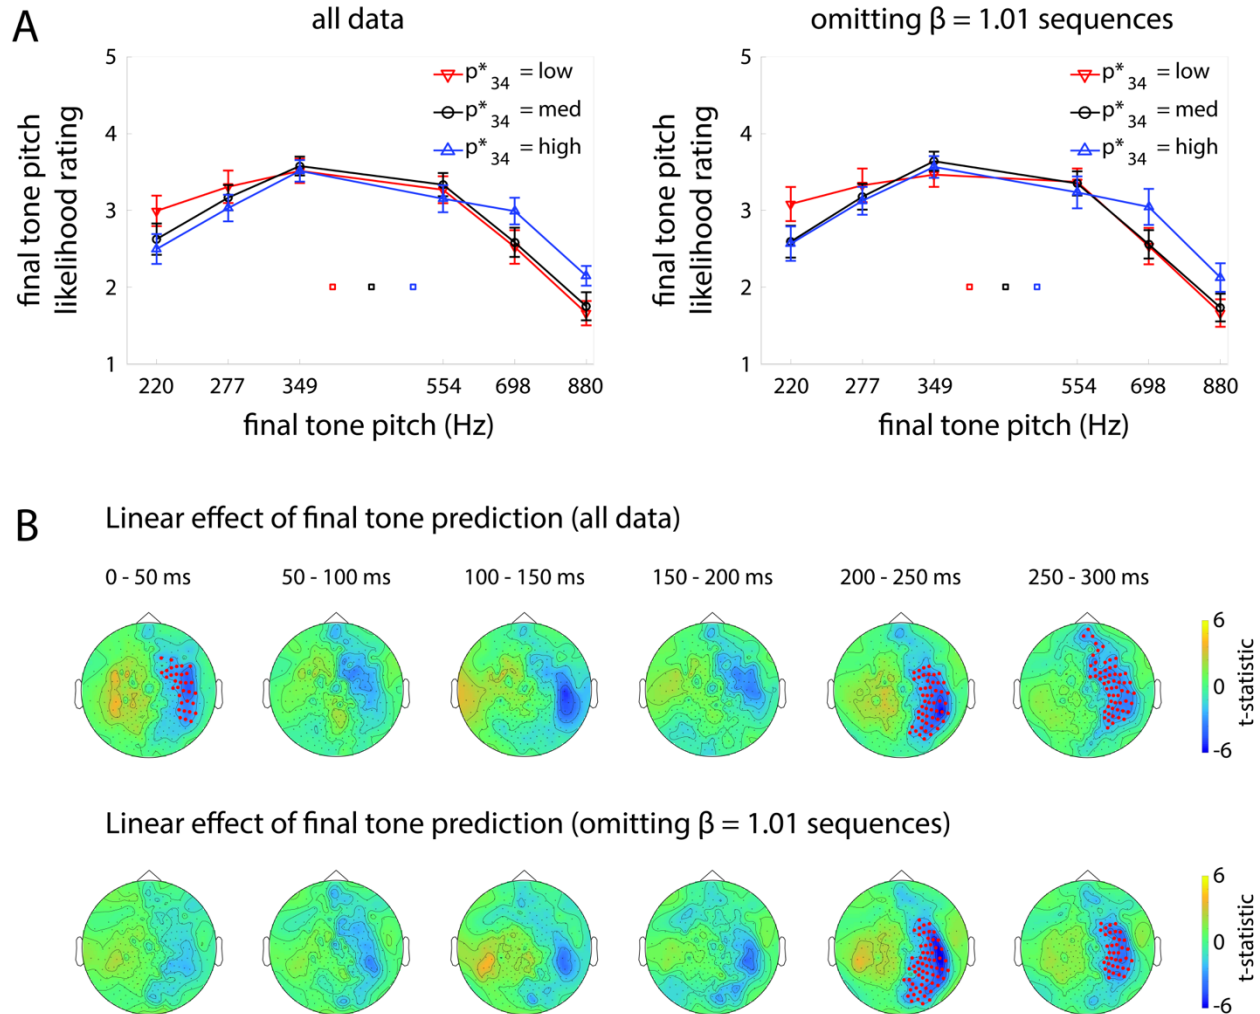 A
all data
final tone pitch
likelihood rating
5
4
3
2
1
p*34 = low
p*34 = med
p*34 = high
220 277 349 554 698 880
final tone pitch (Hz)
omitting β = 1.01 sequences
final tone pitch
likelihood rating
5
4
3
2
1
p*34 = low
p*34 = med
p*34 = high
220 277 349 554 698 880
final tone pitch (Hz)
B
Linear effect of final tone prediction (all data)
0 - 50 ms 50 - 100 ms 100 - 150 ms 150 - 200 ms 200 - 250 ms 250 - 300 ms
6
0
-6
t-statistic
Linear effect of final tone prediction (omitting β = 1.01 sequences)
6
0
-6
t-statistic